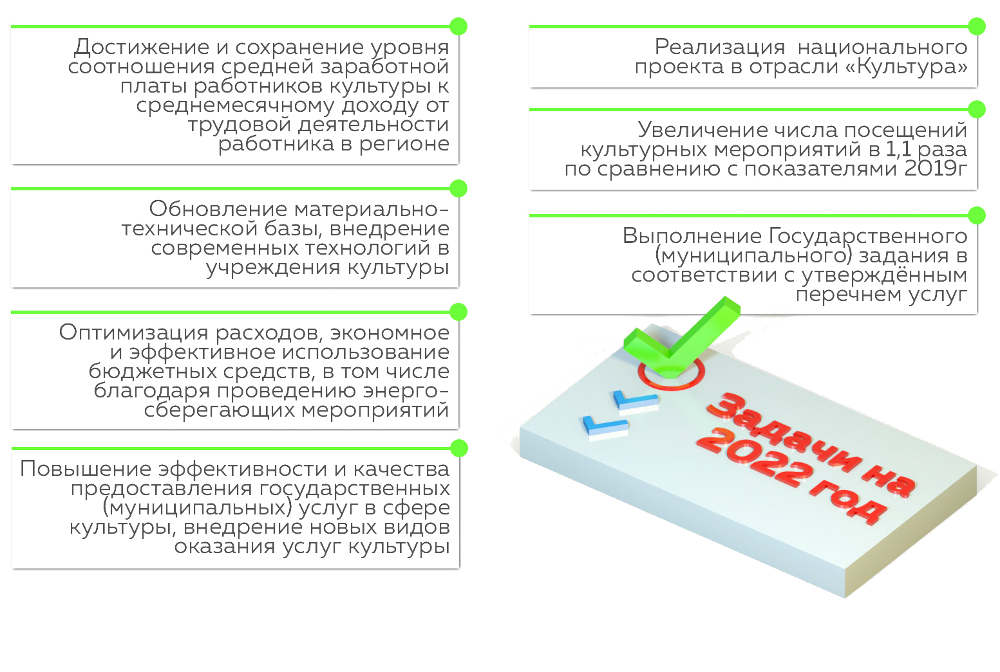 Достижение и сохранение уровня
соотношения средней заработной
платы работников культуры к
среднемесячному доходу от
трудовой деятельности
работника в регионе
Обновление материально-
технической базы, внедрение
современных технологий в
учреждения культуры
Оптимизация расходов, экономное
и эффективное использование
бюджетных средств, в том числе
благодаря проведению энерго-
сберегающих мероприятий
Повышение эффективности и качества
предоставления государственных
(муниципальных) услуг в сфере
культуры, внедрение новых видов
оказания услуг культуры
Реализация национального
проекта в отрасли «Культура»
Увеличение числа посещений
культурных мероприятий в 1,1 раза
по сравнению с показателями 2019г
Выполнение Государственного
(муниципального) задания в
соответствии с утверждённым
перечнем услуг
Задачи на
2022 год